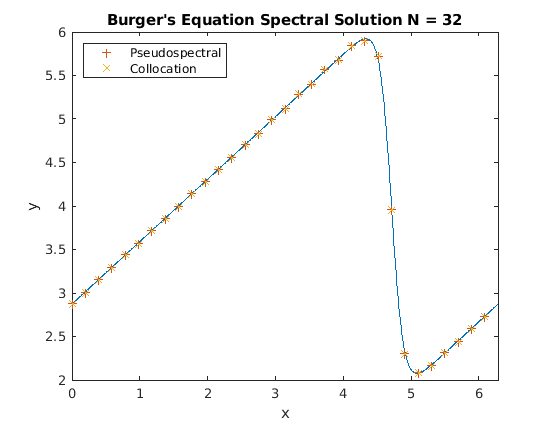 Burger's Equation Spectral Solution N = 32
6
Pseudospectral
Collocation
5.5
5
4.5
y
4
3.5
3
2.5
2
0 1 2 3 4 5 6
x